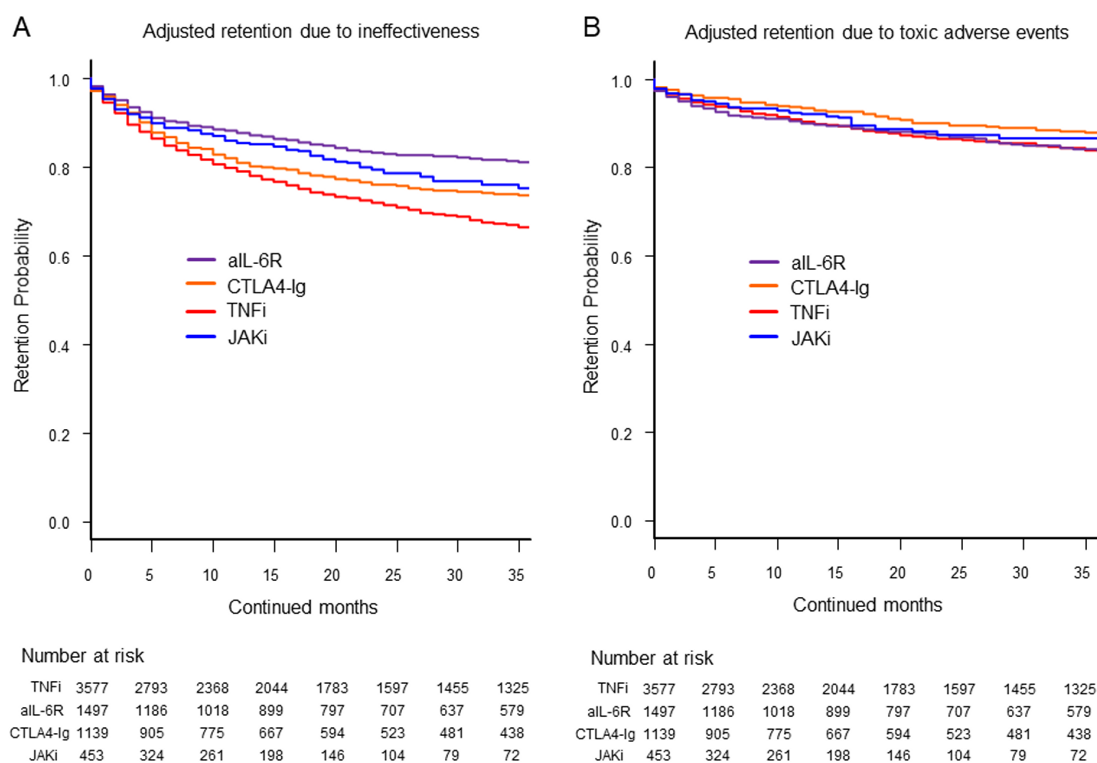 A
Adjusted retention due to ineffectiveness
Retention Probability
1.0
0.8
0.6
0.4
0.2
0.0
aIL-6R
CTLA4-Ig
TNFi
JAKi
0 5 10 15 20 25 30 35
Continued months
Number at risk
TNFi 3577 2793 2368 2044 1783 1597 1455 1325
aIL-6R 1497 1186 1018 899 797 707 637 579
CTLA4-Ig 1139 905 775 667 594 523 481 438
JAKi 453 324 261 198 146 104 79 72
B
Adjusted retention due to toxic adverse events
Retention Probability
1.0
0.8
0.6
0.4
0.2
0.0
aIL-6R
CTLA4-Ig
TNFi
JAKi
0 5 10 15 20 25 30 35
Continued months
Number at risk
TNFi 3577 2793 2368 2044 1783 1597 1455 1325
aIL-6R 1497 1186 1018 899 797 707 637 579
CTLA4-Ig 1139 905 775 667 594 523 481 438
JAKi 453 324 261 198 146 104 79 72